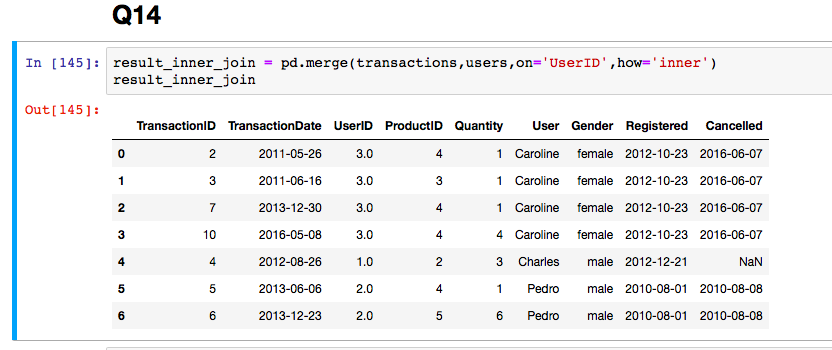 Q14
In [145]: result_inner_join = pd.merge(transactions,users,on='UserID',how='inner')
result_inner_join
Out[145]:
TransactionID TransactionDate UserID ProductID Quantity User Gender Registered Cancelled
0 2 2011-05-26 3.0 4 1 Caroline female 2012-10-23 2016-06-07
1 3 2011-06-16 3.0 3 1 Caroline female 2012-10-23 2016-06-07
2 7 2013-12-30 3.0 4 1 Caroline female 2012-10-23 2016-06-07
3 10 2016-05-08 3.0 4 4 Caroline female 2012-10-23 2016-06-07
4 4 2012-08-26 1.0 2 3 Charles male 2012-12-21 NaN
5 5 2013-06-06 2.0 4 1 Pedro male 2010-08-01 2010-08-08
6 6 2013-12-23 2.0 5 6 Pedro male 2010-08-01 2010-08-08